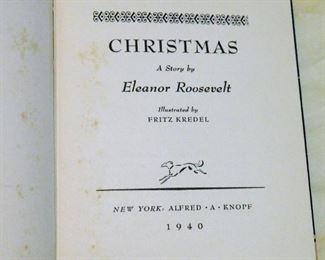 CHRISTMAS
A Story by
Eleanor Roosevelt
Illustrated by
FRITZ KREDEL
NEW YORK: ALFRED · A · KNOPF
1940